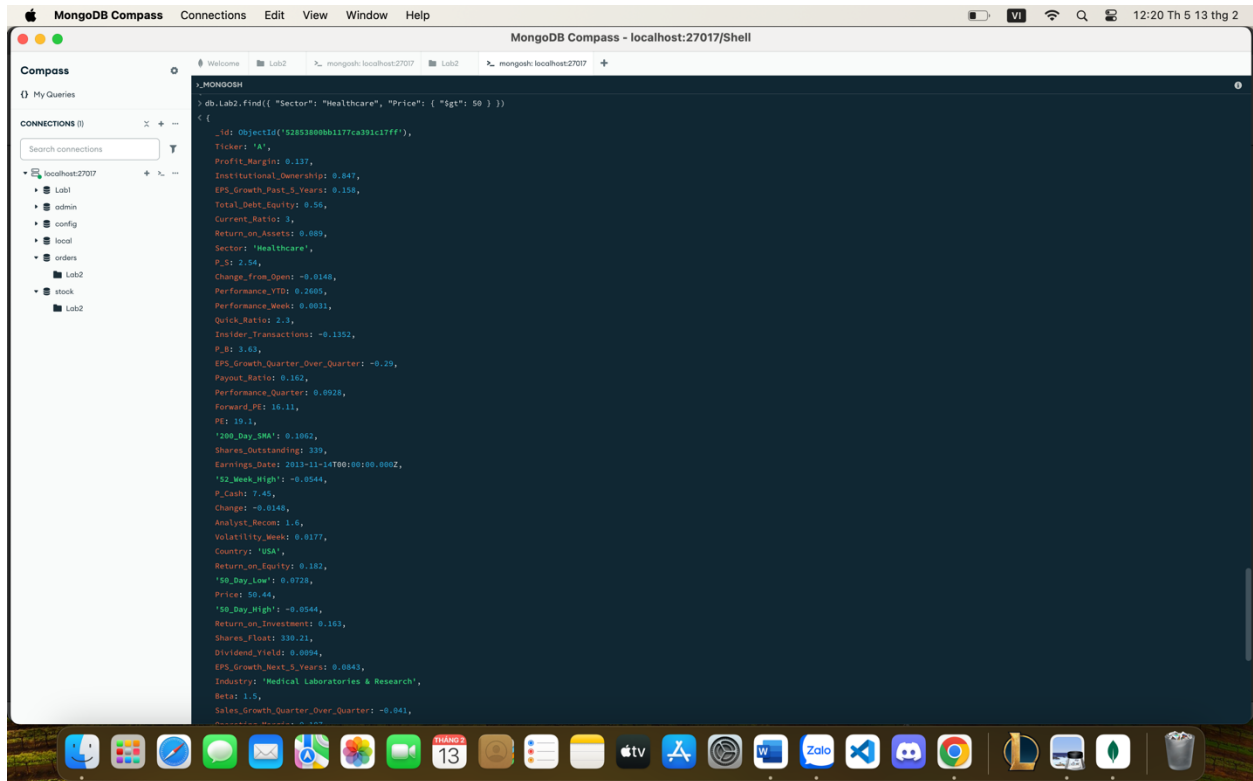 MongoDB Compass Connections Edit View Window Help VI 12:20 Th 5 13 thg 2
MongoDB Compass - localhost:27017/Shell
Compass
Welcome Lab2 >_ mongosh: localhost:27017 Lab2 >_ mongosh: localhost:27017 +
{} My Queries
CONNECTIONS (1)
Search connections
localhost:27017
Lab1
admin
config
local
orders
Lab2
stock
Lab2
>_MONGOSH
> db.Lab2.find({ "Sector": "Healthcare", "Price": { "$gt": 50 } })
< {
_id: ObjectId('52853800bb1177ca391c17ff'),
Ticker: 'A',
Profit_Margin: 0.137,
Institutional_Ownership: 0.847,
EPS_Growth_Past_5_Years: 0.158,
Total_Debt_Equity: 0.56,
Current_Ratio: 3,
Return_on_Assets: 0.089,
Sector: 'Healthcare',
P_S: 2.54,
Change_from_Open: -0.0148,
Performance_YTD: 0.2605,
Performance_Week: 0.0031,
Quick_Ratio: 2.3,
Insider_Transactions: -0.1352,
P_B: 3.63,
EPS_Growth_Quarter_Over_Quarter: -0.29,
Payout_Ratio: 0.162,
Performance_Quarter: 0.0928,
Forward_PE: 16.11,
PE: 19.1,
'200_Day_SMA': 0.1062,
Shares_Outstanding: 339,
Earnings_Date: 2013-11-14T00:00:00.000Z,
'52_Week_High': -0.0544,
P_Cash: 7.45,
Change: -0.0148,
Analyst_Recom: 1.6,
Volatility_Week: 0.0177,
Country: 'USA',
Return_on_Equity: 0.182,
'50_Day_Low': 0.0728,
Price: 50.44,
'50_Day_High': -0.0544,
Return_on_Investment: 0.163,
Shares_Float: 330.21,
Dividend_Yield: 0.0094,
EPS_Growth_Next_5_Years: 0.0843,
Industry: 'Medical Laboratories & Research',
Beta: 1.5,
Sales_Growth_Quarter_Over_Quarter: -0.041,
THÁNG 2
13
tv
W
Zalo